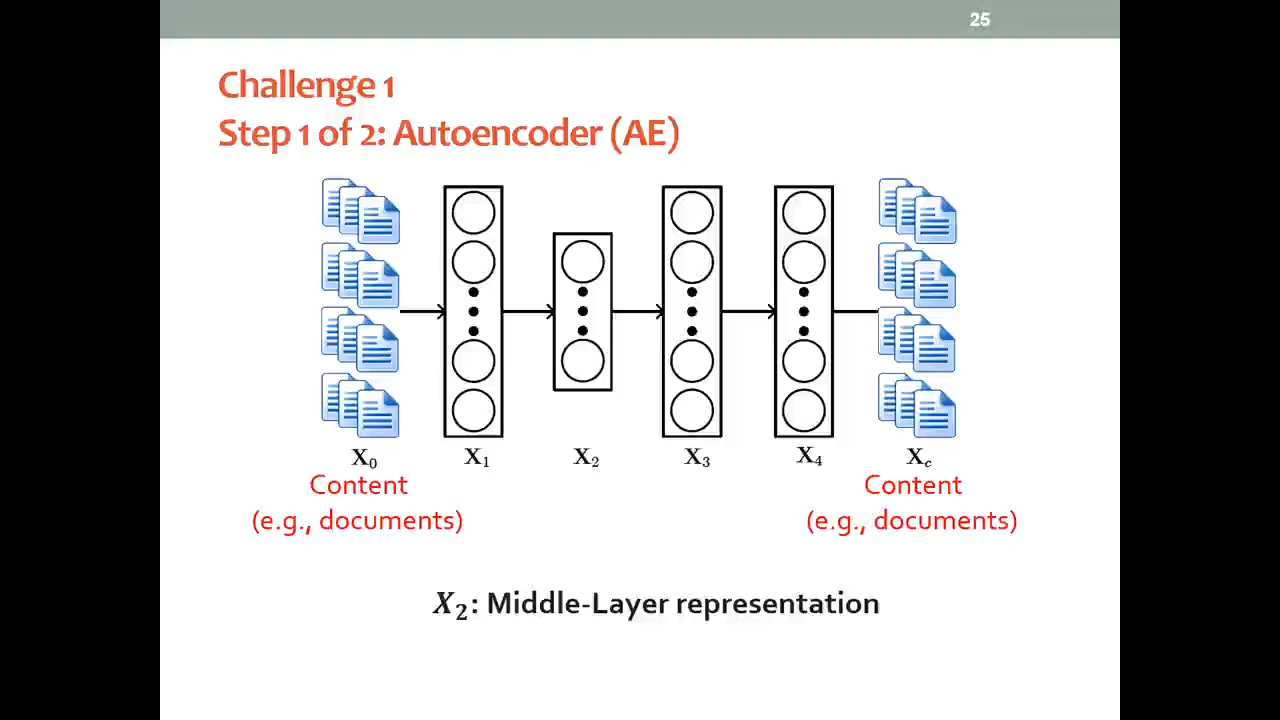 25
Challenge 1
Step 1 of 2: Autoencoder (AE)
X₀ X₁ X₂ X₃ X₄ X𝑐
Content Content
(e.g., documents) (e.g., documents)
X₂: Middle-Layer representation